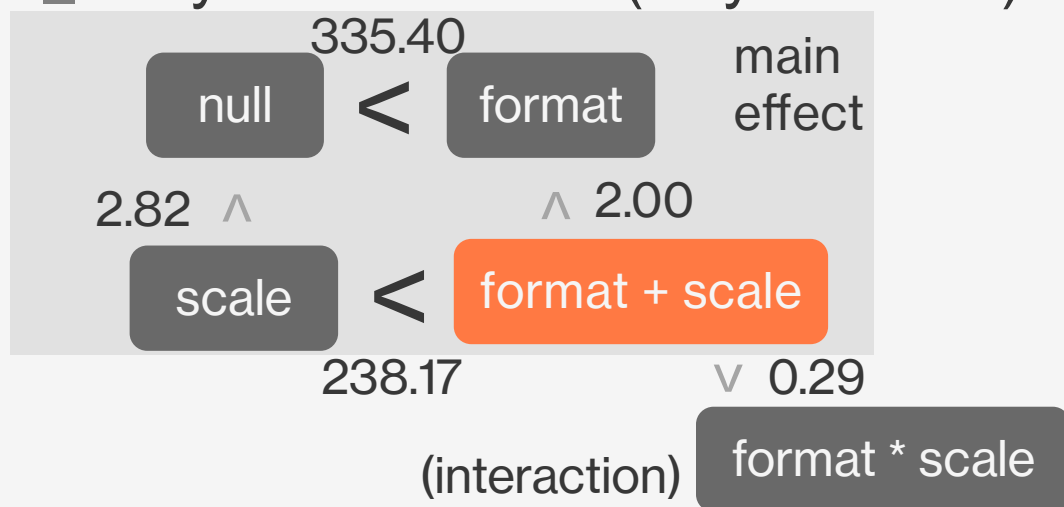 335.40
null < format
main
effect
2.82 ^ ^ 2.00
scale < format + scale
238.17
v 0.29
(interaction) format * scale